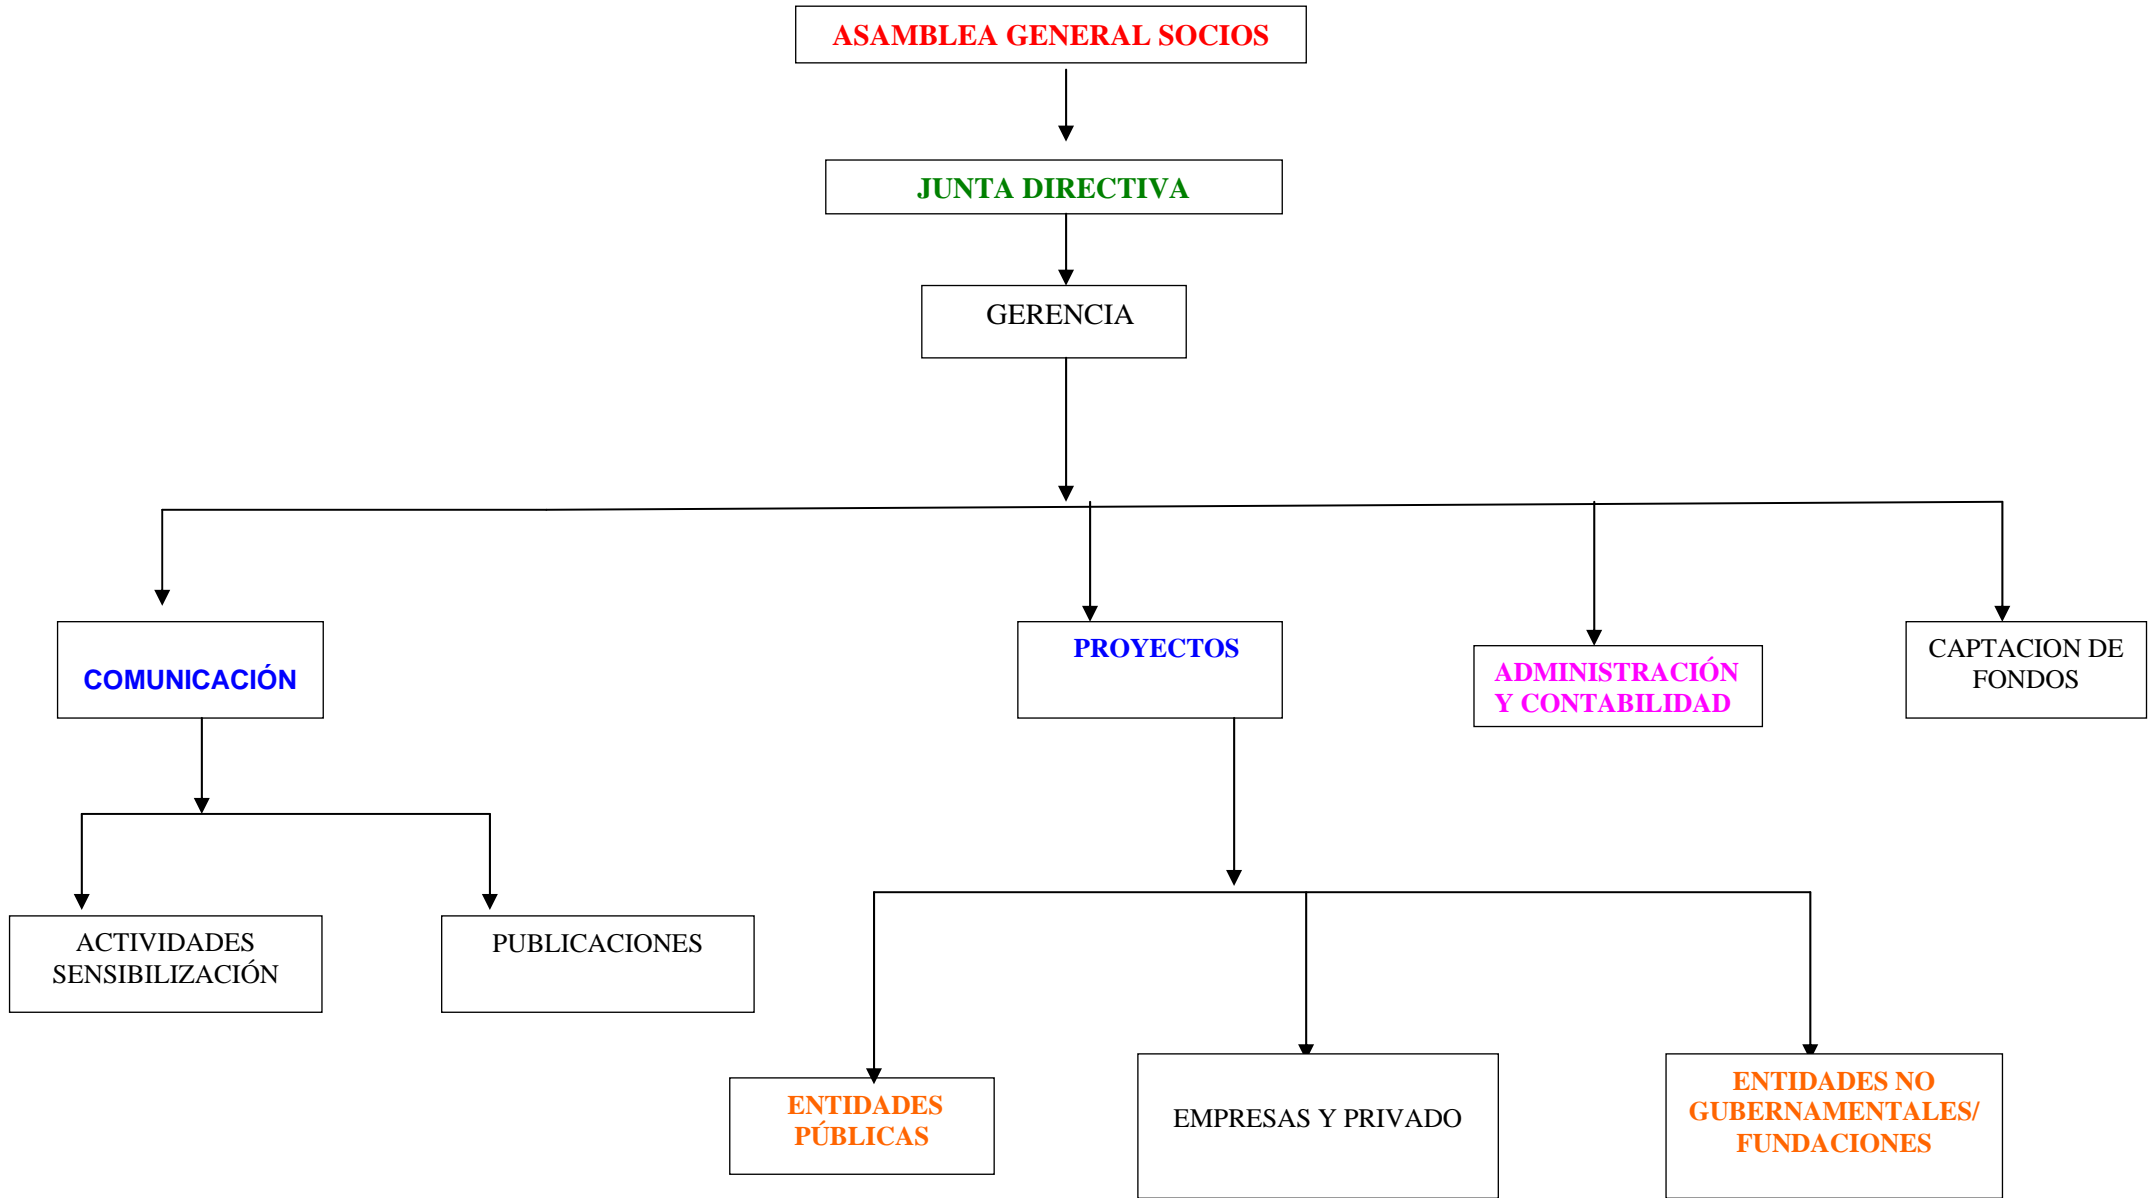 ASAMBLEA GENERAL SOCIOS
JUNTA DIRECTIVA
GERENCIA
COMUNICACIÓN
PROYECTOS
ADMINISTRACIÓN
Y CONTABILIDAD
CAPTACION DE
FONDOS
ACTIVIDADES
SENSIBILIZACIÓN
PUBLICACIONES
ENTIDADES
PÚBLICAS
EMPRESAS Y PRIVADO
ENTIDADES NO
GUBERNAMENTALES/
FUNDACIONES